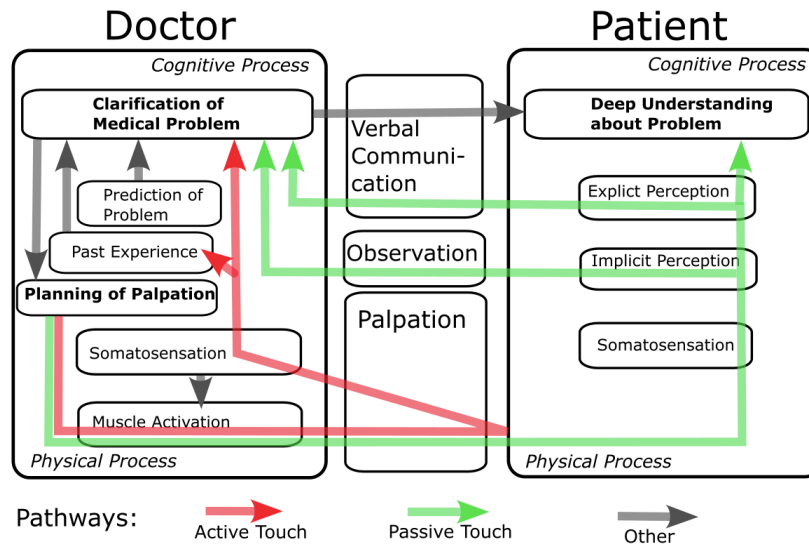 Doctor
Patient
Cognitive Process
Cognitive Process
Clarification of
Medical Problem
Verbal
Communi-
cation
Deep Understanding
about Problem
Prediction of
Problem
Explict Perception
Past Experience
Observation
Implicit Perception
Planning of Palpation
Palpation
Somatosensation
Somatosensation
Muscle Activation
Physical Process
Physical Process
Pathways:
Active Touch
Passive Touch
Other